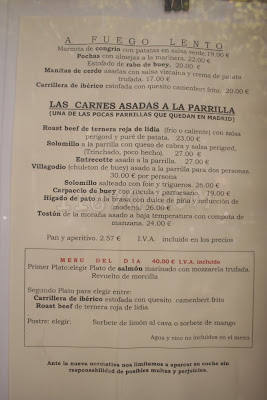 A FUEGO LENTO
Marmita de congrio con patatas en salsa verde. 19.00 €
Pochas con almejas a la marinera. 22.00 €
Estofado de rabo de buey. 20.00 €
Manitas de cerdo asadas con salsa vizcaina y crema de patata
trufada. 17.00 €
Carrillera de ibérico estofada con quesito camembert frito. 20.00 €
LAS CARNES ASADAS A LA PARRILLA
(UNA DE LAS POCAS PARRILLAS QUE QUEDAN EN MADRID)
Roast beef de ternera roja de lidia (frio o caliente) con salsa
perigord y puré de patata. 23.00 €
Solomillo a la parrilla con queso de cabra y salsa perigord,
(Trinchado, poco hecho) 27.00 €
Entrecotte asado a la parrilla. 27.00 €
Villagodio (chuleton de buey) asado a la parrilla para dos personas
30.00 € por persona
Solomillo salteado con foie y trigueros. 26.00 €
Carpaccio de buey con rúcula y parmesano. 19.00 €
Higado de pato a la brasa con dulce de piña y reducción de
modena. 26.00 €
Tostón de la moraña asado a baja temperatura con compota de
manzana. 24.00 €
Pan y aperitivo. 2.57 € I.V.A. incluido en los precios
MENU DEL DIA 40.00 € I.V.A. incluido
Primer Plato:elegir Plato de salmón marinado con mozzarela trufada.
Revuelto de morcilla
Segundo Plato para elegir entre:
Carrillera de ibérico estofada con quesito camembert frito
Roast beef de ternera roja de lidia
Postre: elegir: Sorbete de limón al cava o sorbete de mango
Agua y vino no incluidos en el menú
Ante la nueva normativa nos limitamos a aparcar su coche sin
responsabilidad de posibles multas y perjuicios.